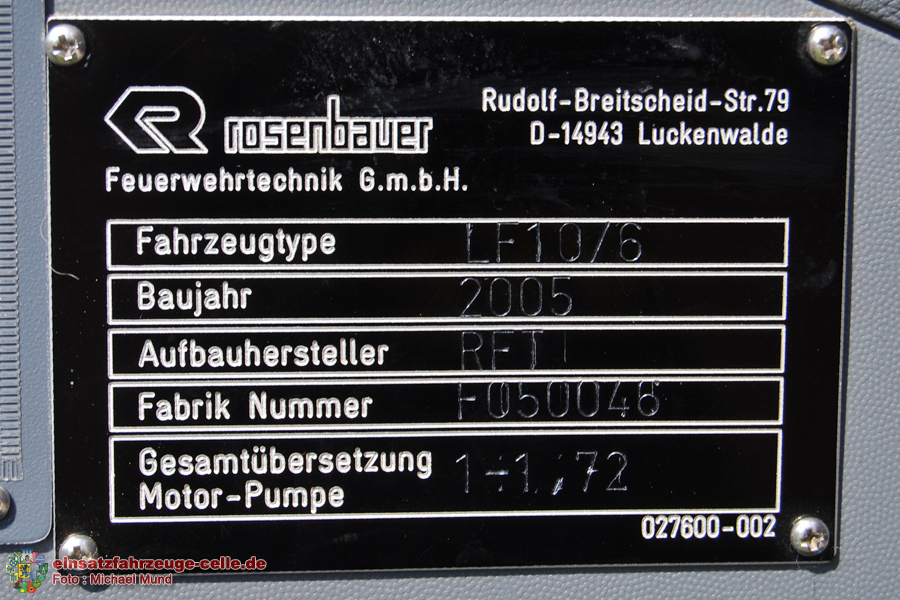 rosenbauer
Feuerwehrtechnik G.m.b.H.
Rudolf-Breitscheid-Str.79
D-14943 Luckenwalde
Fahrzeugtype LF10/6
Baujahr 2005
Aufbauhersteller RFT
Fabrik Nummer F050046
Gesamtübersetzung
Motor-Pumpe 1÷1,72
027600-002
einsatzfahrzeuge-celle.de
Foto : Michael Mund